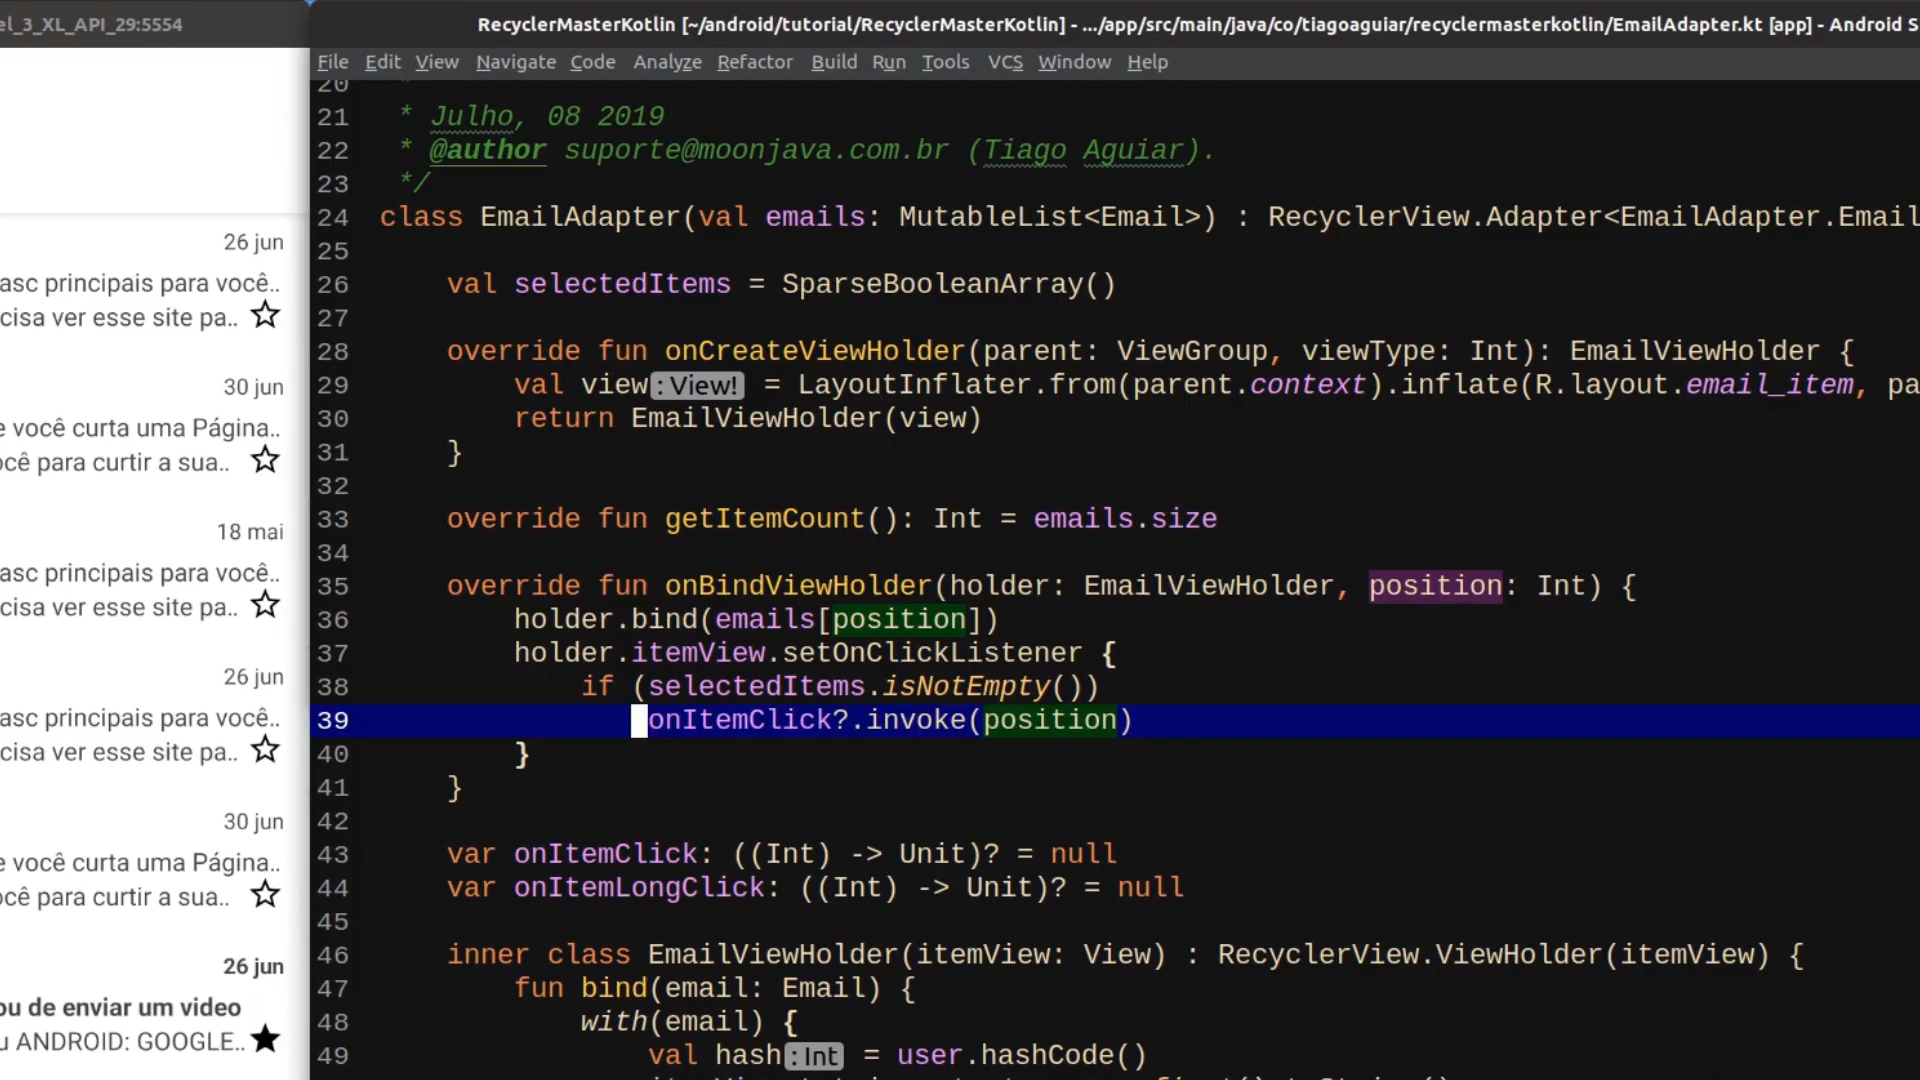 el_3_XL_API_29:5554
RecyclerMasterKotlin [~/android/tutorial/RecyclerMasterKotlin] - .../app/src/main/java/co/tiagoaguiar/recyclermasterkotlin/EmailAdapter.kt [app] - Android S
File Edit View Navigate Code Analyze Refactor Build Run Tools VCS Window Help
26 jun
asc principais para você..
cisa ver esse site pa..
30 jun
e você curta uma Página..
ocê para curtir a sua..
18 mai
asc principais para você..
cisa ver esse site pa..
26 jun
asc principais para você..
cisa ver esse site pa..
30 jun
e você curta uma Página..
ocê para curtir a sua..
26 jun
ou de enviar um video
u ANDROID: GOOGLE..
20 *
21 * Julho, 08 2019
22 * @author suporte@moonjava.com.br (Tiago Aguiar).
23 */
24 class EmailAdapter(val emails: MutableList<Email>) : RecyclerView.Adapter<EmailAdapter.Email
25
26 val selectedItems = SparseBooleanArray()
27
28 override fun onCreateViewHolder(parent: ViewGroup, viewType: Int): EmailViewHolder {
29 val view : View! = LayoutInflater.from(parent.context).inflate(R.layout.email_item, pa
30 return EmailViewHolder(view)
31 }
32
33 override fun getItemCount(): Int = emails.size
34
35 override fun onBindViewHolder(holder: EmailViewHolder, position: Int) {
36 holder.bind(emails[position])
37 holder.itemView.setOnClickListener {
38 if (selectedItems.isNotEmpty())
39 onItemClick?.invoke(position)
40 }
41 }
42
43 var onItemClick: ((Int) -> Unit)? = null
44 var onItemLongClick: ((Int) -> Unit)? = null
45
46 inner class EmailViewHolder(itemView: View) : RecyclerView.ViewHolder(itemView) {
47 fun bind(email: Email) {
48 with(email) {
49 val hash : Int = user.hashCode()